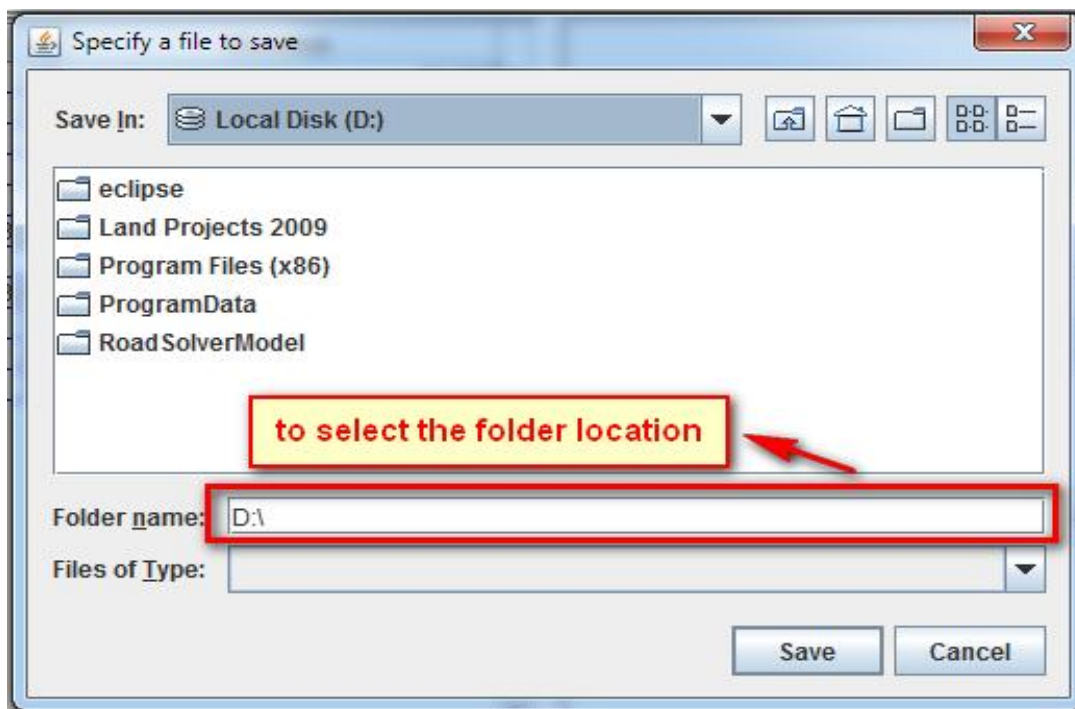 Specify a file to save
Save In: Local Disk (D:)
eclipse
Land Projects 2009
Program Files (x86)
ProgramData
RoadSolverModel
to select the folder location
Folder name: D:\
Files of Type:
Save Cancel